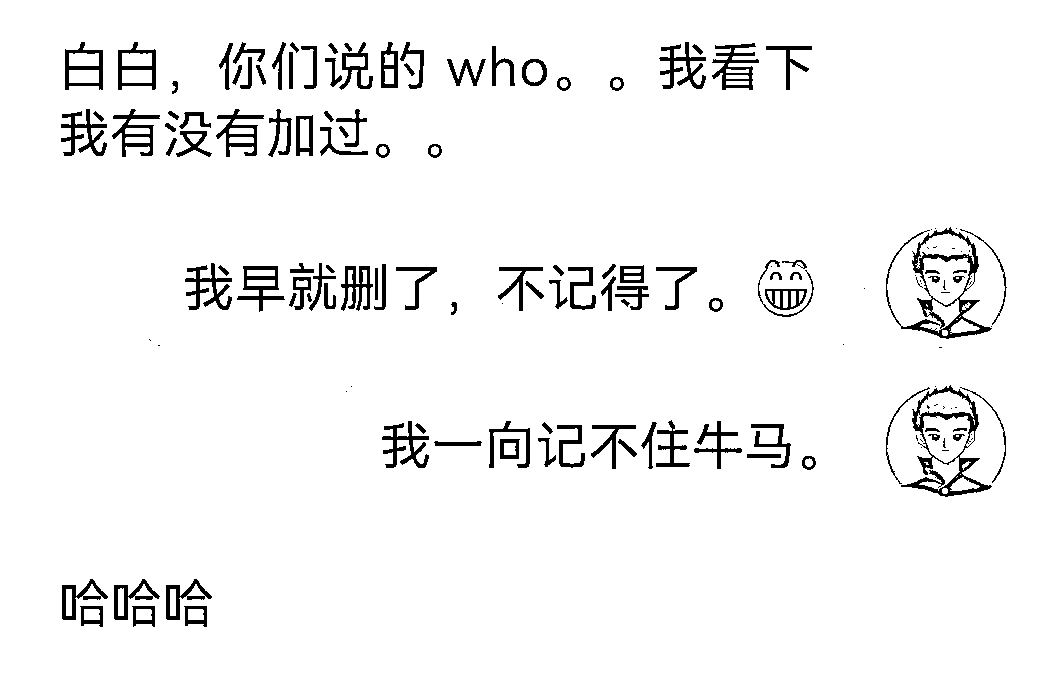 白白，你们说的 who。。我看下
我有没有加过。。
我早就删了，不记得了。😁
我一向记不住牛马。
哈哈哈